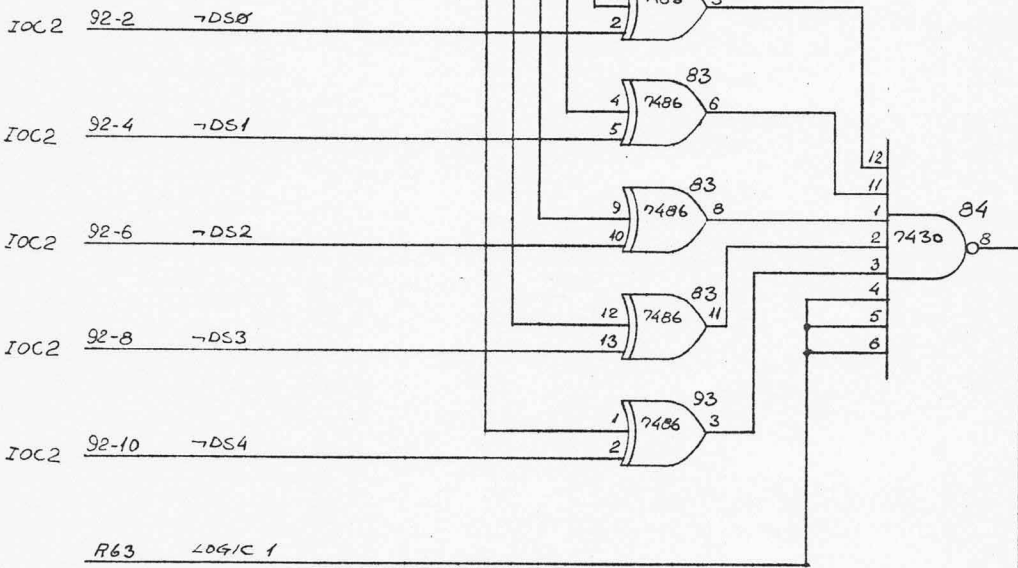 7486 3
IOC2 92-2 ¬DS0 2
83
4 7486 6
IOC2 92-4 ¬DS1 5
12
11
83
9 7486 8 1 84
IOC2 92-6 ¬DS2 10 2 7430 8
3
83 4
12 7486 11 5
IOC2 92-8 ¬DS3 13 6
93
1 7486 3
IOC2 92-10 ¬DS4 2
R63 LOGIC 1